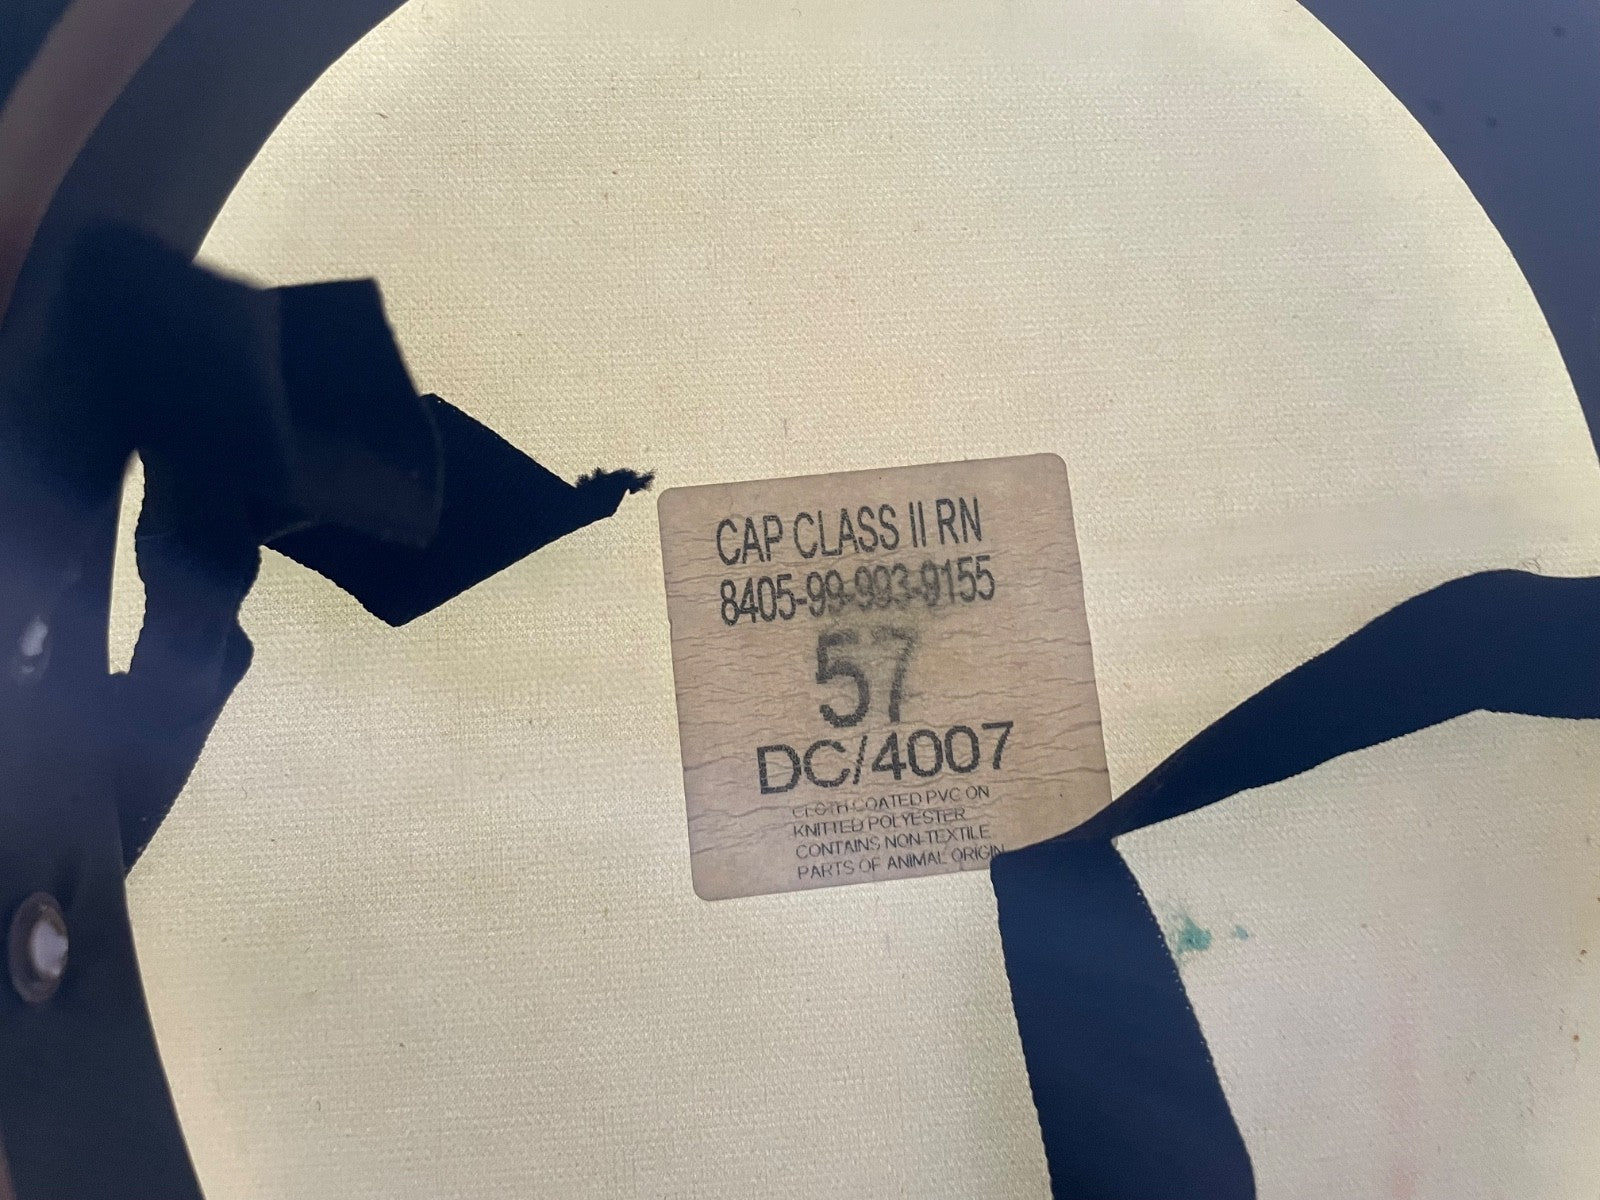 CAP CLASS II RN
8405-99-993-9155
57
DC/4007
CLOTH COATED PVC ON
KNITTED POLYESTER
CONTAINS NON-TEXTILE
PARTS OF ANIMAL ORIGIN